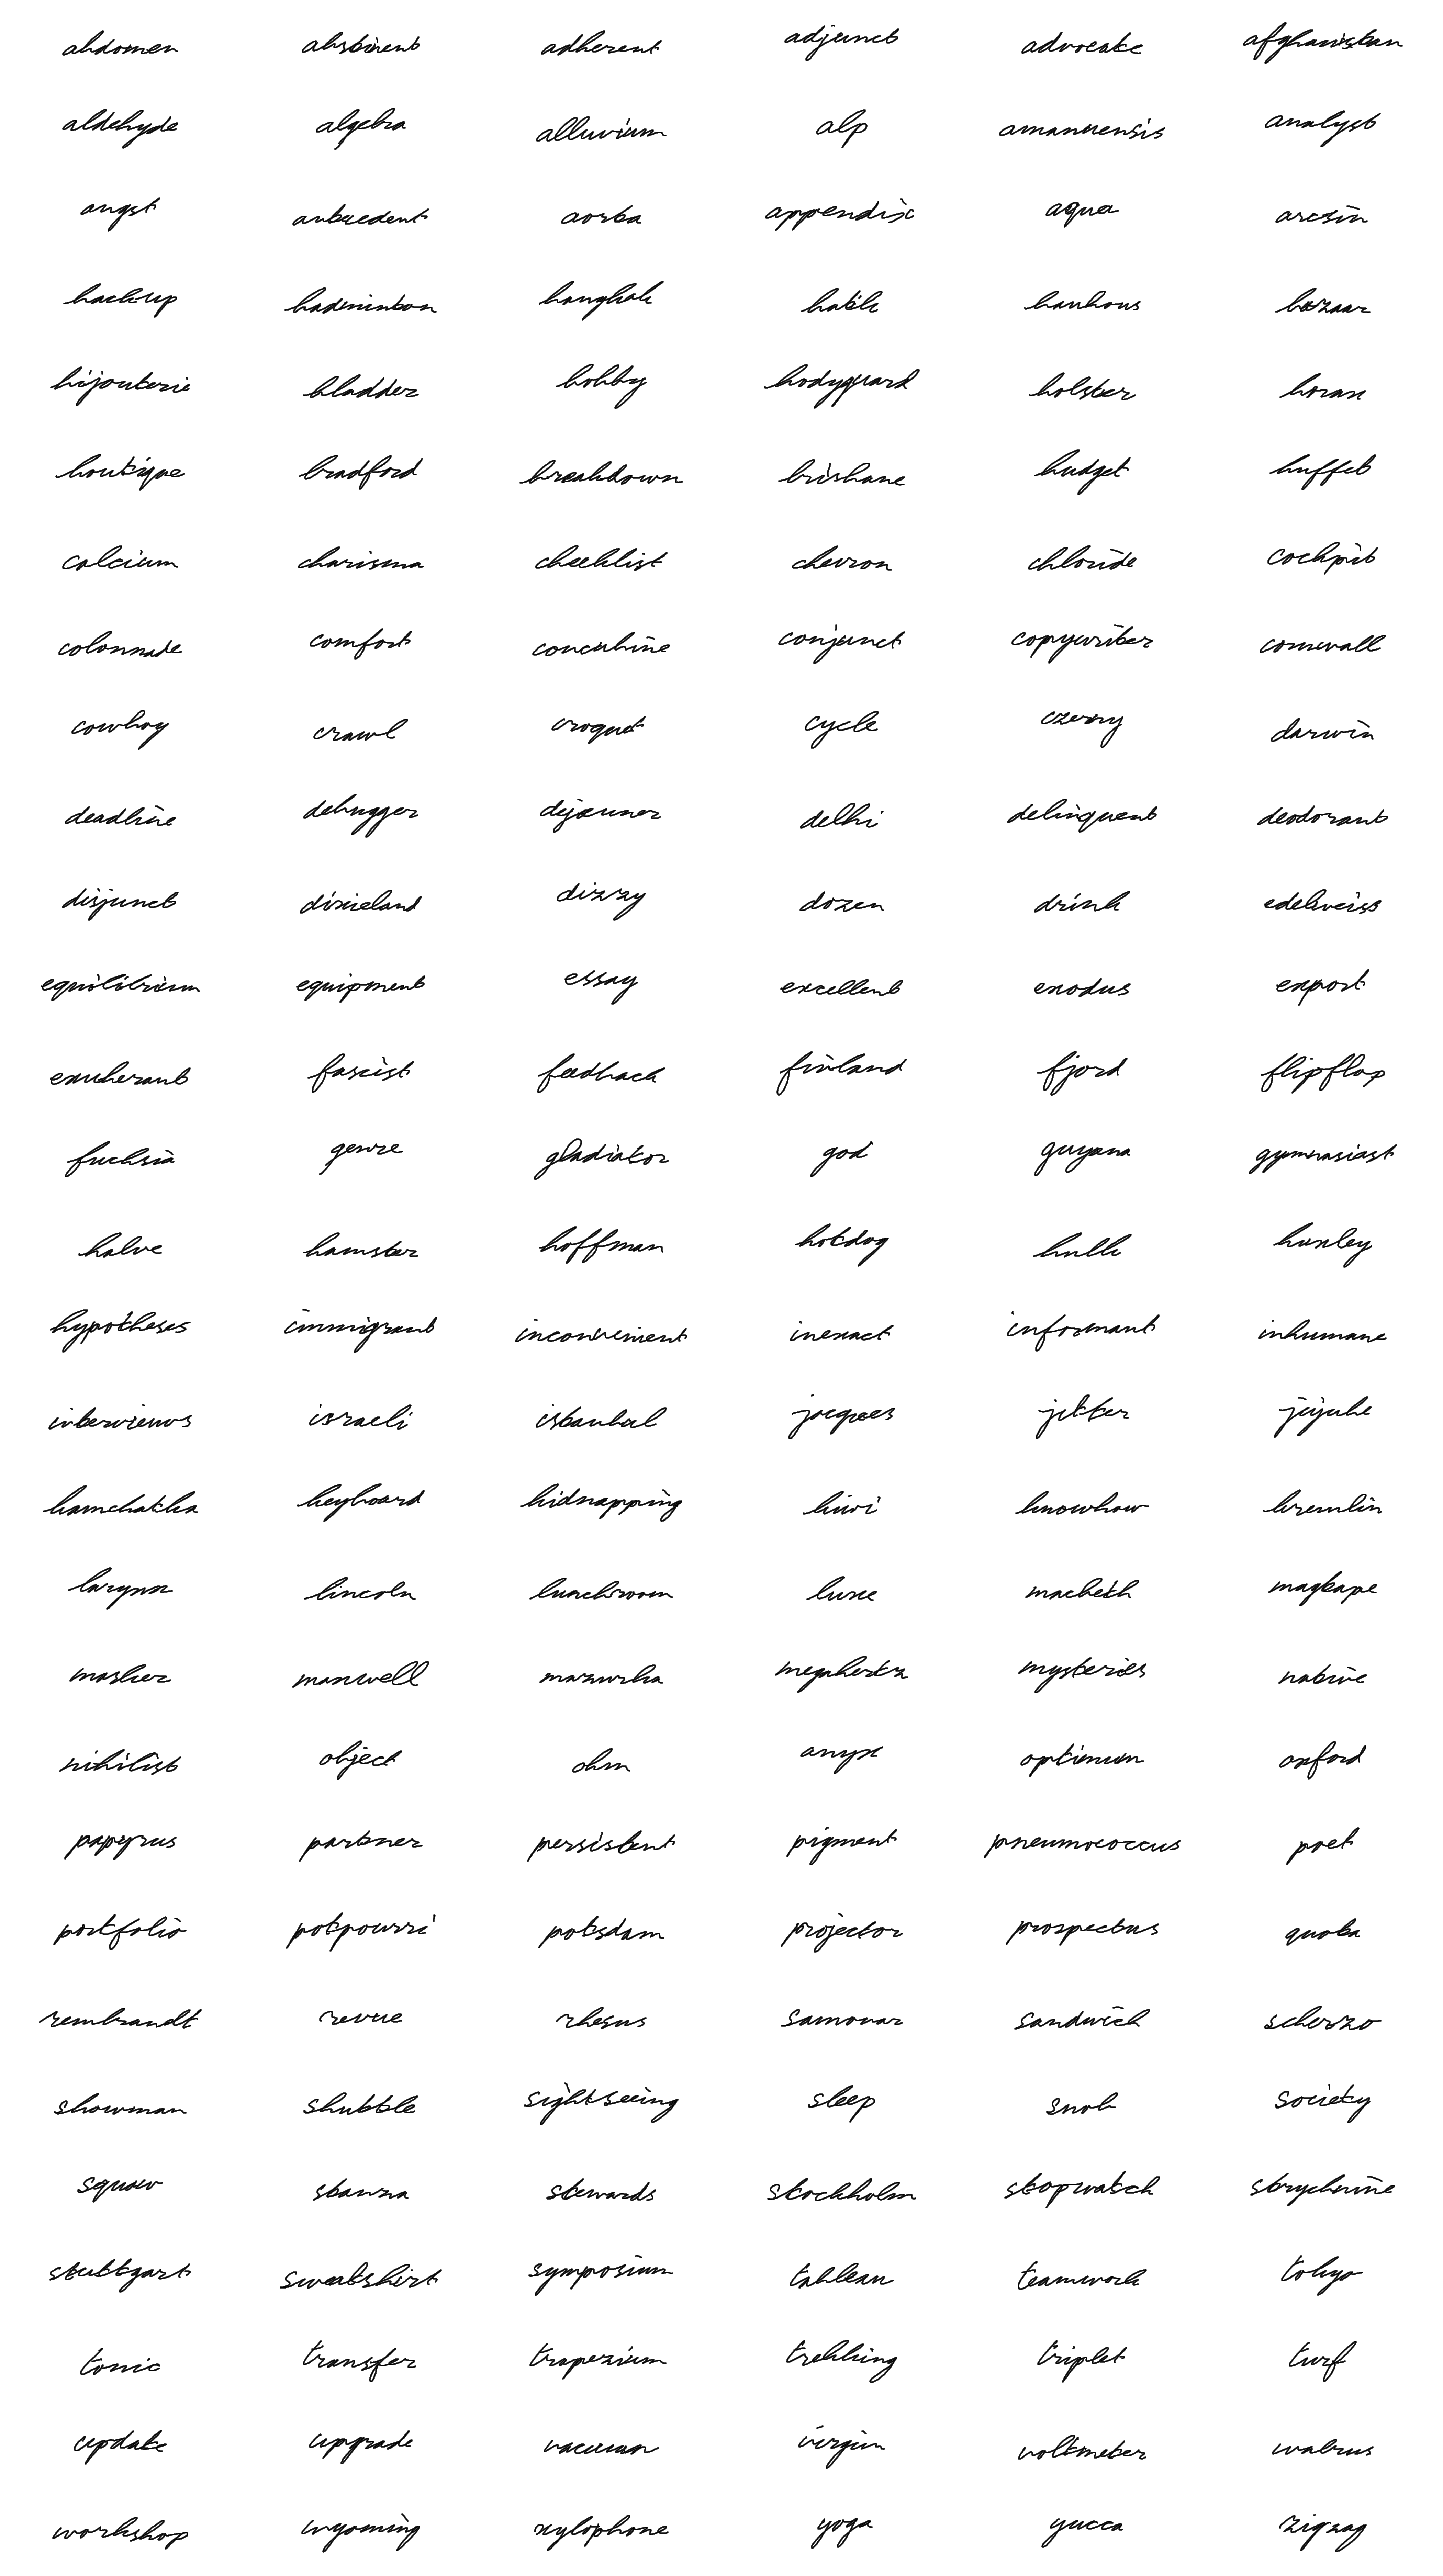 abdomen abstinent adherent adjunct advocate afghanistan
aldehyde algebra alluvium alp amanuensis analyst
angst antecedent aorta appendix aqua arcsin
backup badminton bangkok batik bauhaus bazaar
bijouterie bladder bobby bodyguard bolster boran
boutique bradford breakdown brisbane budget buffet
calcium charisma checklist chevron chloride cockpit
colonnade comfort concubine conjunct copywriter cornwall
cowboy crawl croquet cycle czerny darwin
deadline debugger dejeuner delhi delinquent deodorant
disjunct dixieland dizzy dozen drink edelweiss
equilibrium equipment essay excellent exodus export
exuberant fascist feedback finland fjord flipflop
fuchsia genre gladiator god guyana gymnasiast
halve hamster hoffman hotdog hulk huxley
hypotheses immigrant inconvenient inexact informant inhumane
interviews israeli istanbul jacques jitter jujube
kamchatka keyboard kidnapping kiwi knowhow kremlin
larynx lincoln lunchroom luxe macbeth magtape
masker maxwell mazurka megahertz mysteries native
nihilist object ohm onyx optimum oxford
papyrus partner persistent pigment pneumococcus poet
portfolio potpourri potsdam projector prospectus quota
rembrandt revue rhesus samovar sandwich scherzo
showman shuttle sightseeing sleep snob society
squaw stanza stewards stockholm stopwatch strychnine
stuttgart sweatshirt symposium tableau teamwork tokyo
tonic transfer trapezium trekking triplet turf
update upgrade vacuum virgin voltmeter walrus
workshop wyoming xylophone yoga yucca zigzag